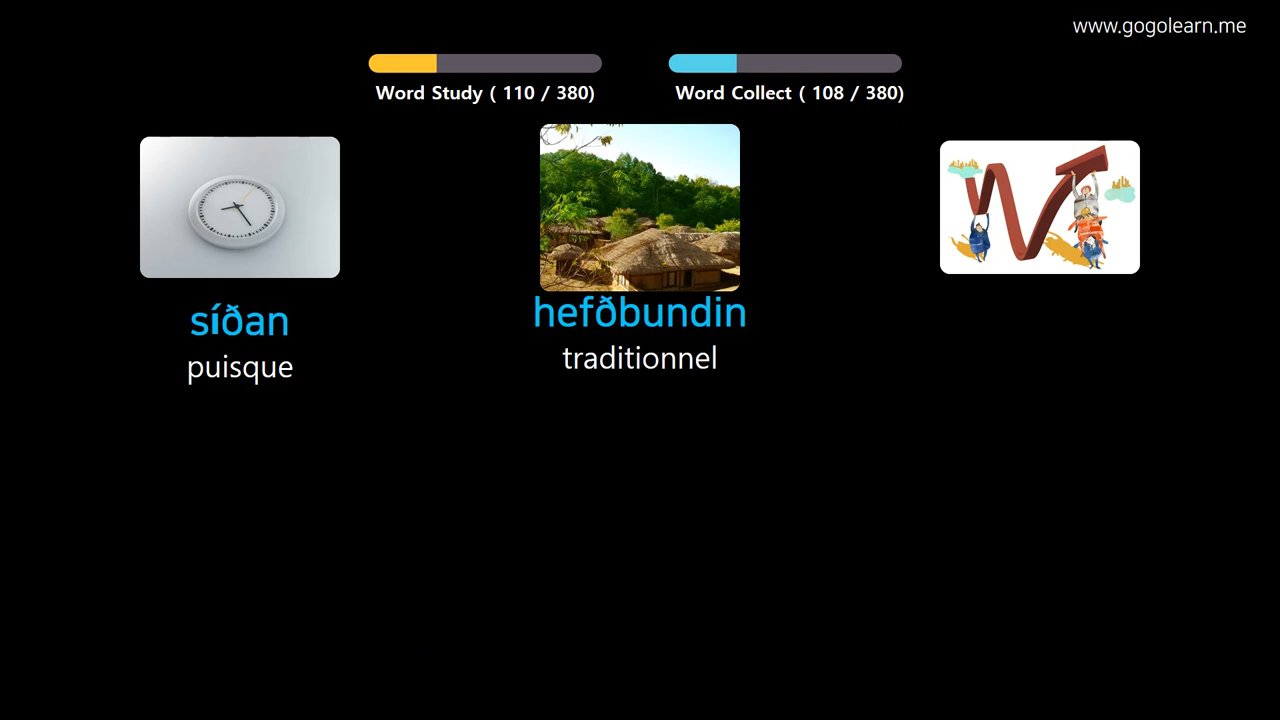 www.gogolearn.me
Word Study ( 110 / 380)
Word Collect ( 108 / 380)
síðan
puisque
hefðbundin
traditionnel